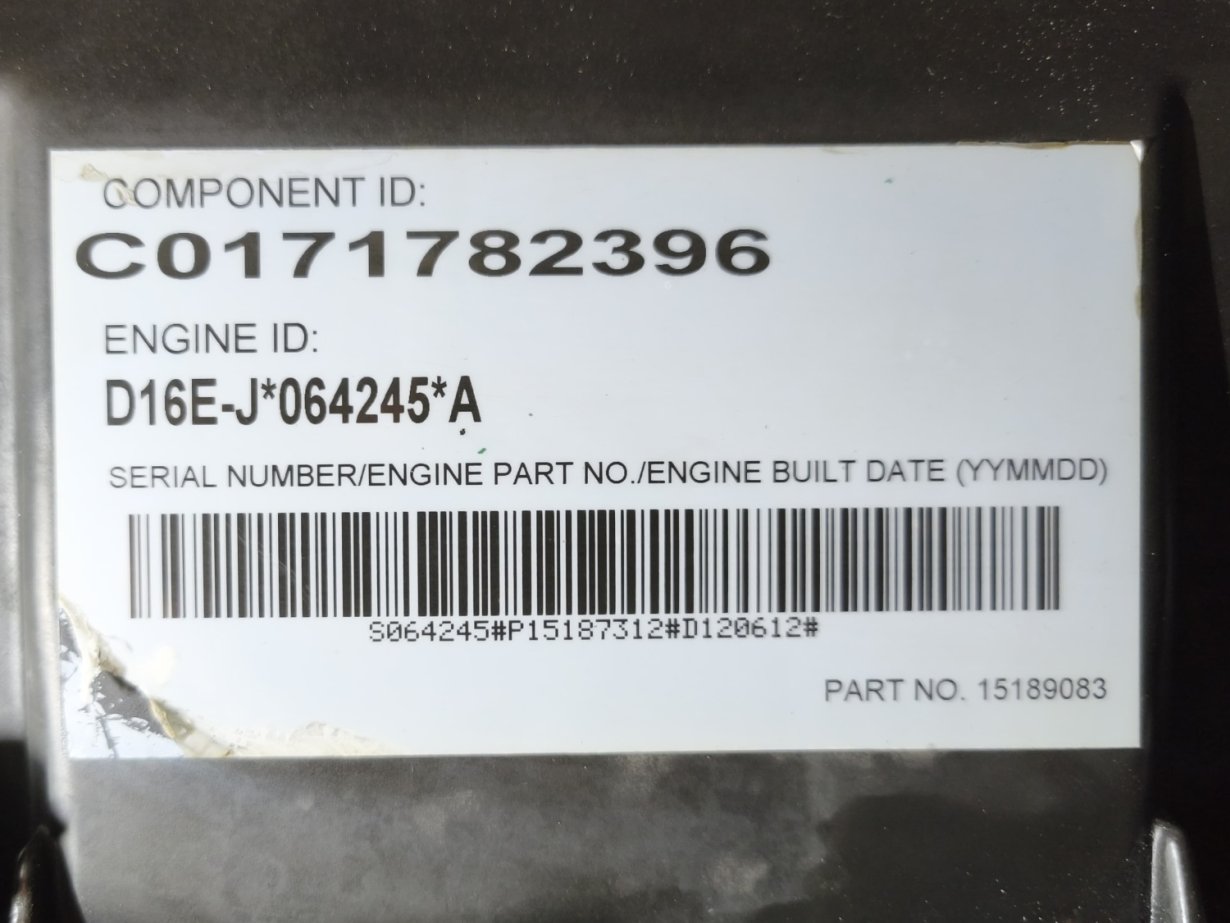 COMPONENT ID:
C0171782396
ENGINE ID:
D16E-J*064245*A
SERIAL NUMBER/ENGINE PART NO./ENGINE BUILT DATE (YYMMDD)
S064245#P15187312#D120612#
PART NO. 15189083